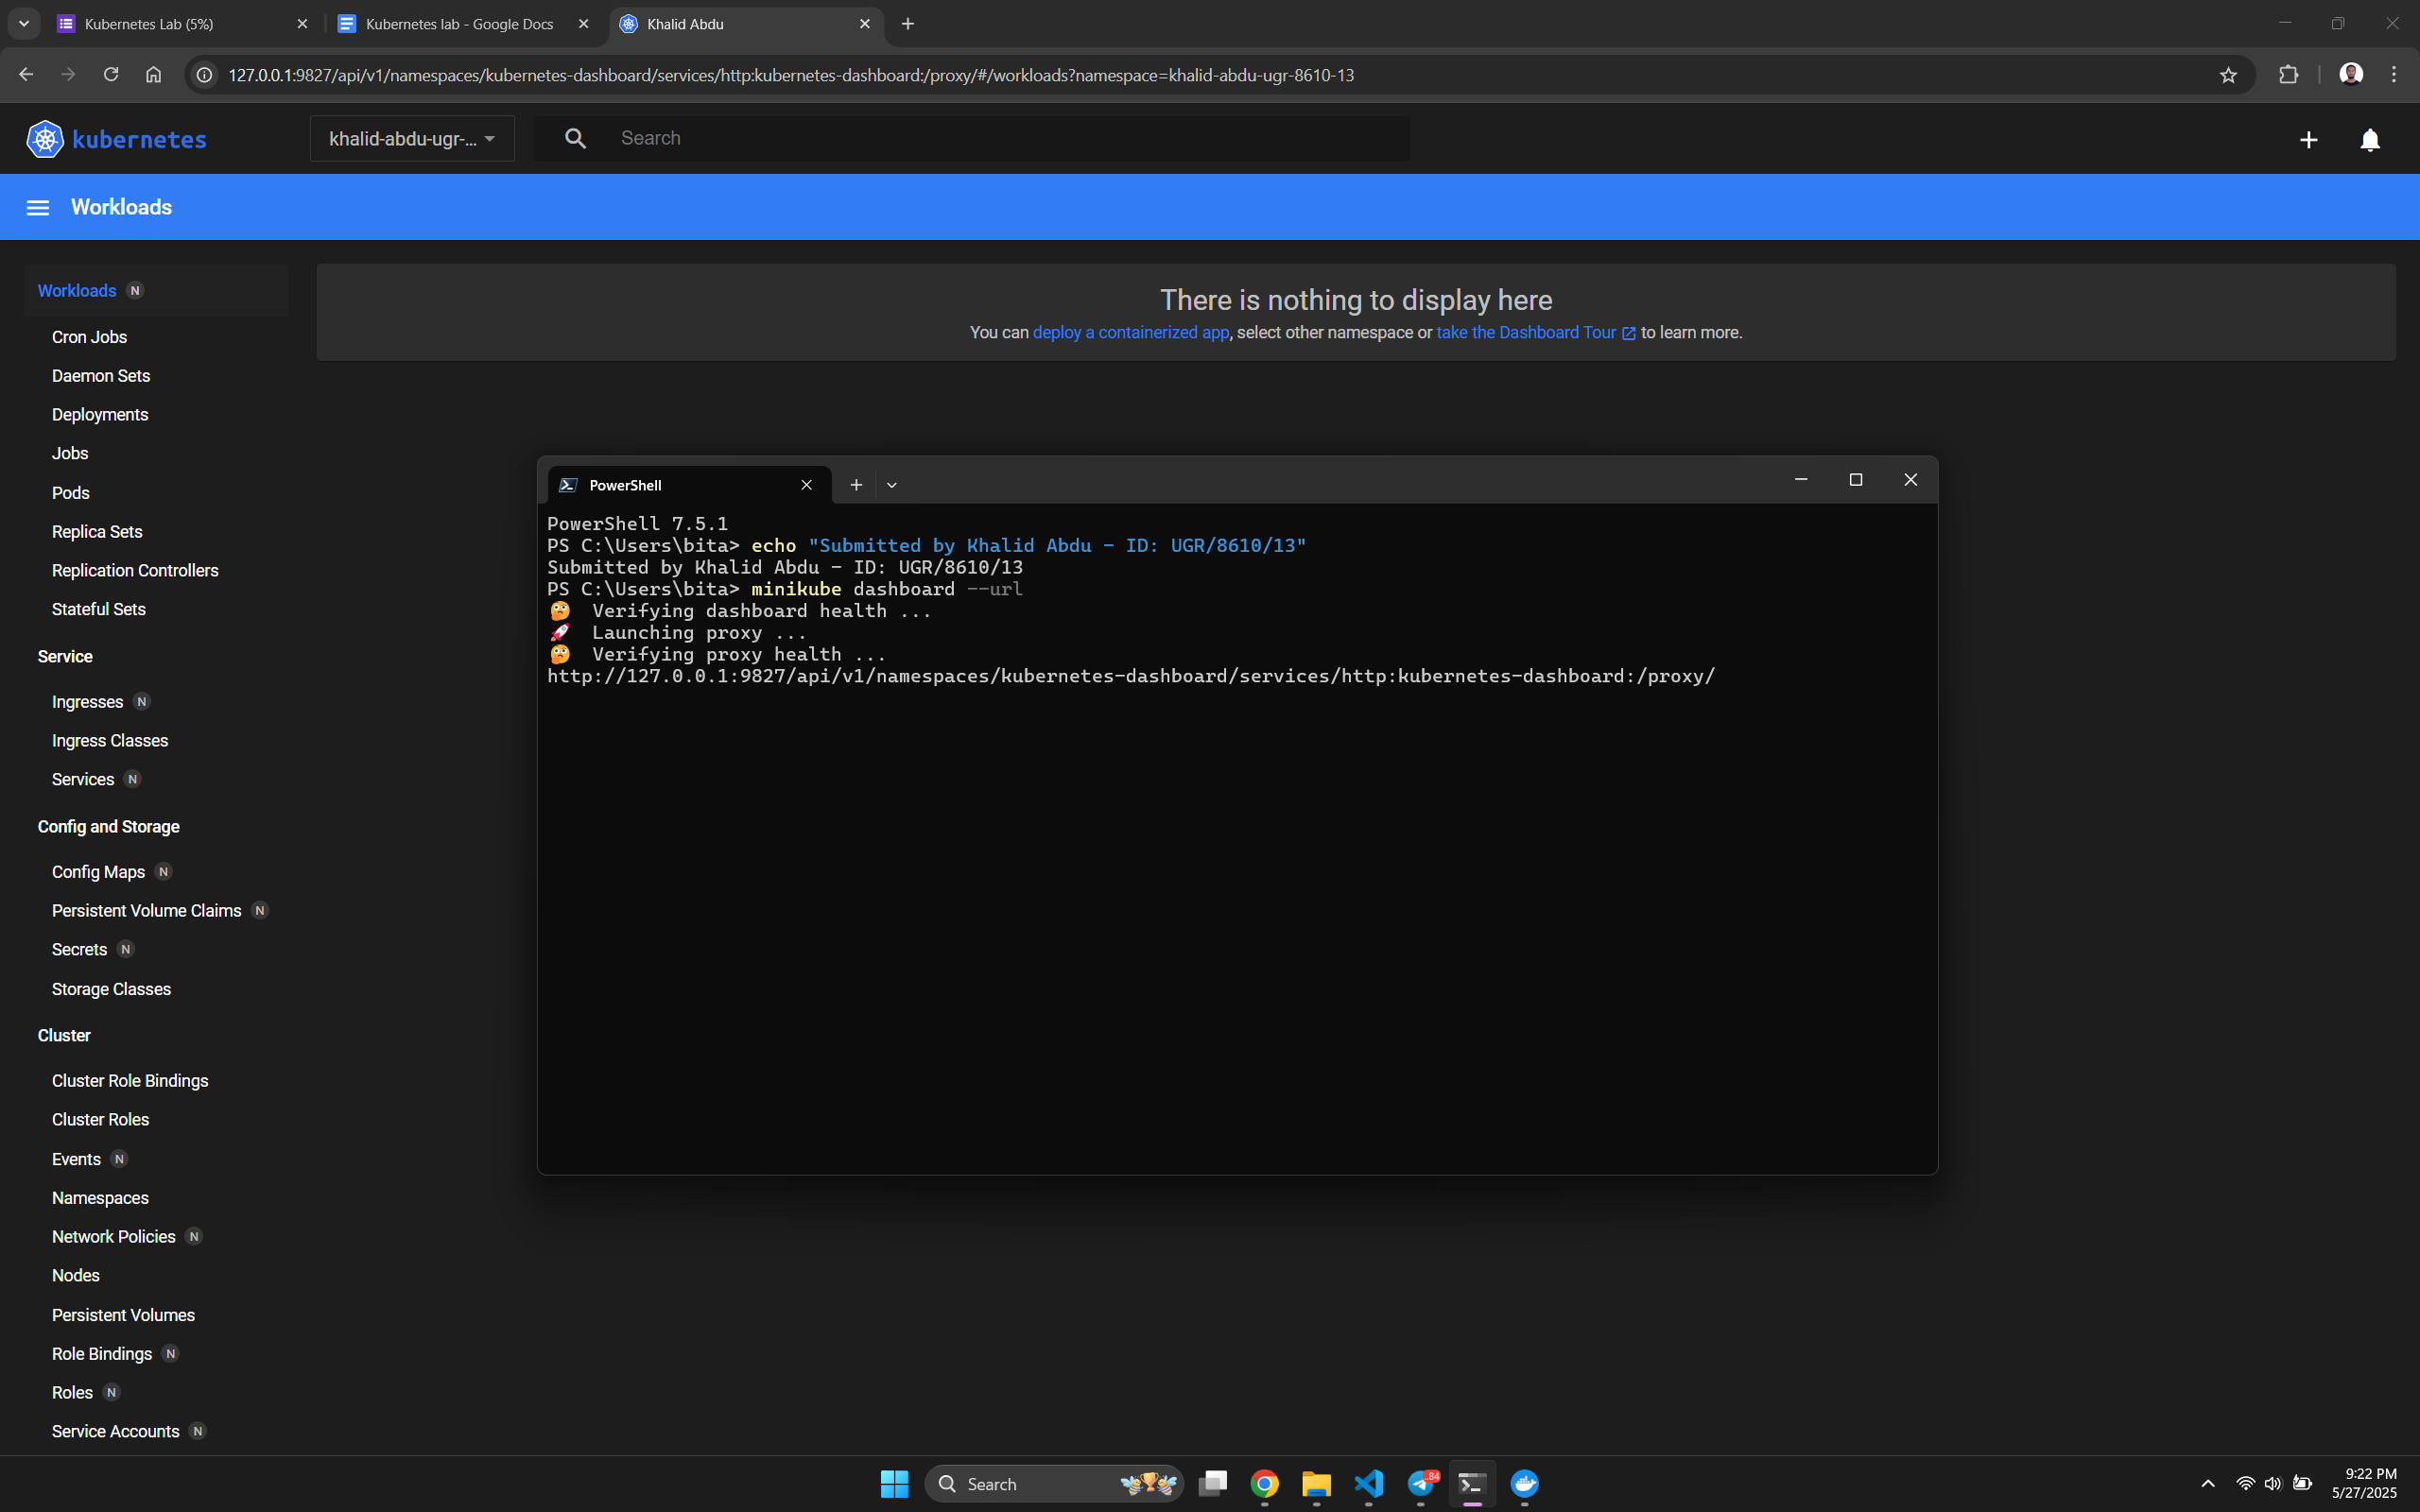 Kubernetes Lab (5%)
Kubernetes lab - Google Docs
Khalid Abdu
127.0.0.1:9827/api/v1/namespaces/kubernetes-dashboard/services/http:kubernetes-dashboard:/proxy/#/workloads?namespace=khalid-abdu-ugr-8610-13
kubernetes
khalid-abdu-ugr-...
Search
Workloads
Workloads N
Cron Jobs
Daemon Sets
Deployments
Jobs
Pods
Replica Sets
Replication Controllers
Stateful Sets
Service
Ingresses N
Ingress Classes
Services N
Config and Storage
Config Maps N
Persistent Volume Claims N
Secrets N
Storage Classes
Cluster
Cluster Role Bindings
Cluster Roles
Events N
Namespaces
Network Policies N
Nodes
Persistent Volumes
Role Bindings N
Roles N
Service Accounts N
There is nothing to display here
You can deploy a containerized app, select other namespace or take the Dashboard Tour to learn more.
PowerShell
PowerShell 7.5.1
PS C:\Users\bita> echo "Submitted by Khalid Abdu - ID: UGR/8610/13"
Submitted by Khalid Abdu - ID: UGR/8610/13
PS C:\Users\bita> minikube dashboard --url
🤔 Verifying dashboard health ...
🚀 Launching proxy ...
🤔 Verifying proxy health ...
http://127.0.0.1:9827/api/v1/namespaces/kubernetes-dashboard/services/http:kubernetes-dashboard:/proxy/
Search
84
9:22 PM
5/27/2025